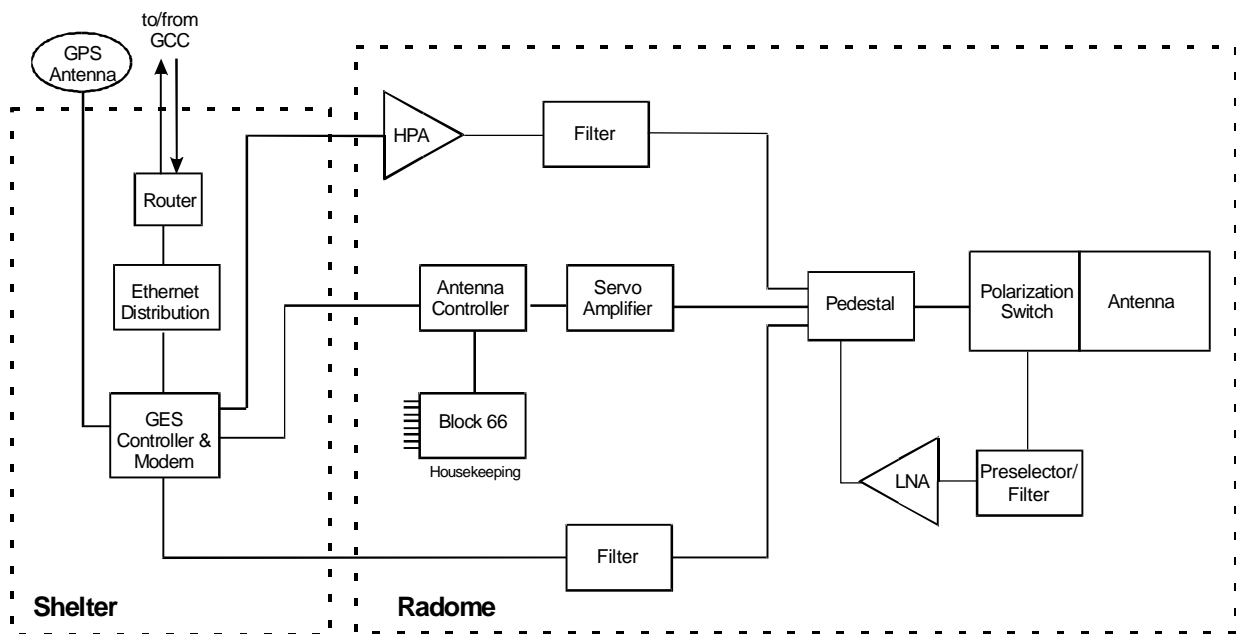 to/from
GCC
GPS
Antenna
HPA
Filter
Router
Ethernet
Distribution
Antenna
Controller
Servo
Amplifier
Pedestal
Polarization
Switch
Antenna
GES
Controller &
Modem
Block 66
Housekeeping
LNA
Preselector/
Filter
Filter
Shelter
Radome